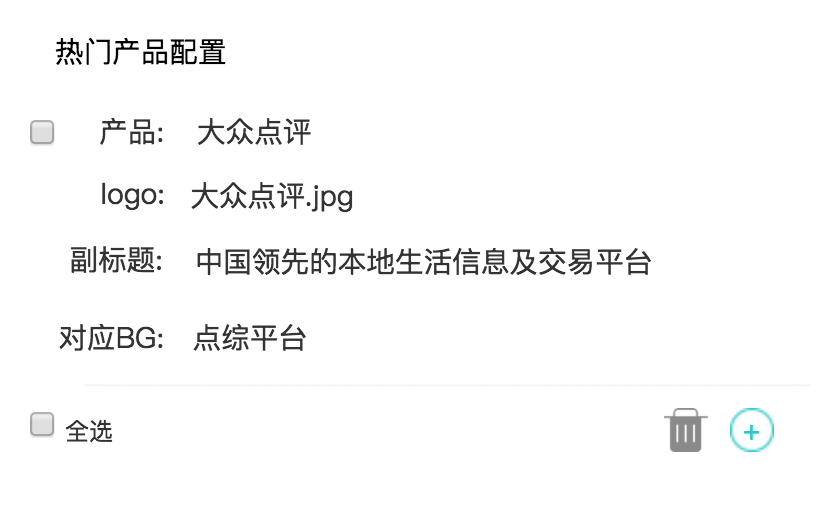 热门产品配置
产品: 大众点评
logo: 大众点评.jpg
副标题: 中国领先的本地生活信息及交易平台
对应BG: 点综平台
全选